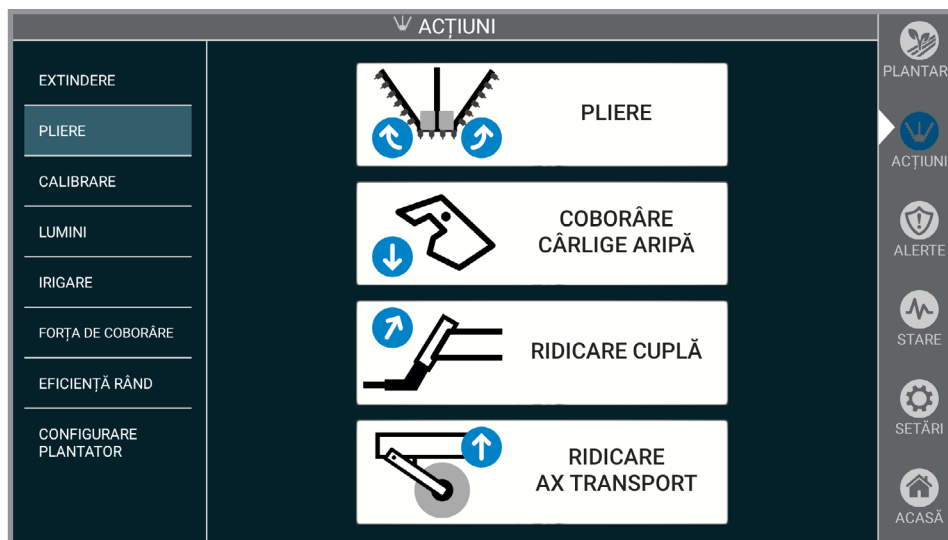 ACȚIUNI
EXTINDERE
PLIERE
CALIBRARE
LUMINI
IRIGARE
FORȚA DE COBORÂRE
EFICIENȚĂ RÂND
CONFIGURARE
PLANTATOR
PLIERE
COBORÂRE
CÂRLIGE ARIPĂ
RIDICARE CUPLĂ
RIDICARE
AX TRANSPORT
PLANTAR
ACȚIUNI
ALERTE
STARE
SETĂRI
ACASĂ